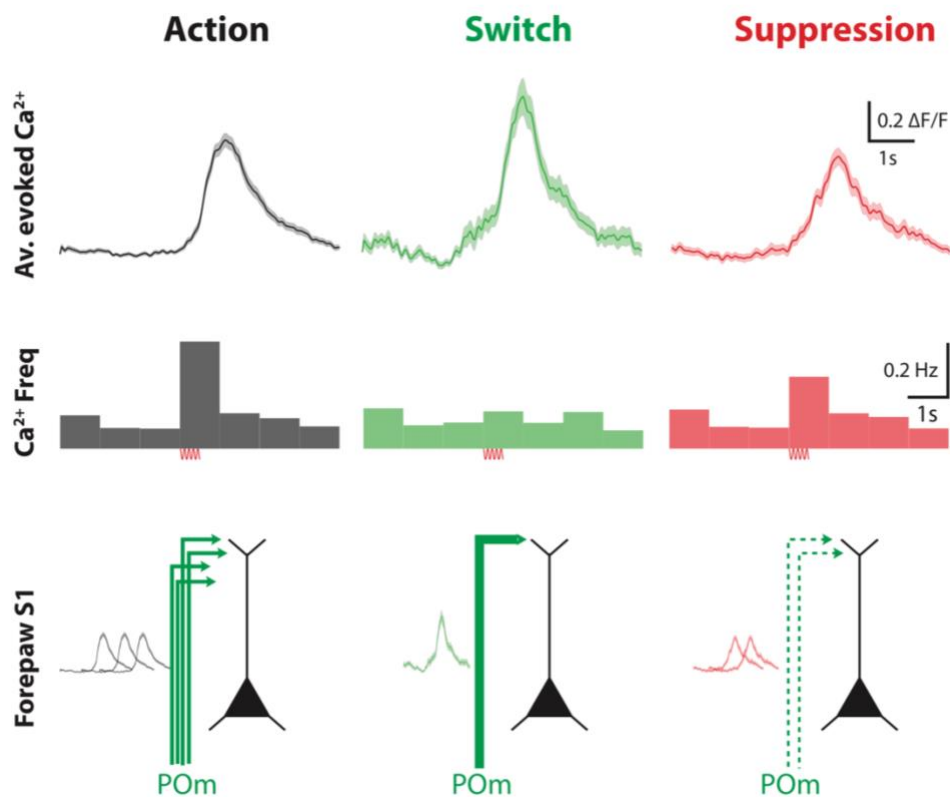 Action
Switch
Suppression
Av. evoked Ca²⁺
0.2 ΔF/F
1s
Ca²⁺ Freq
0.2 Hz
1s
Forepaw S1
POm
POm
POm